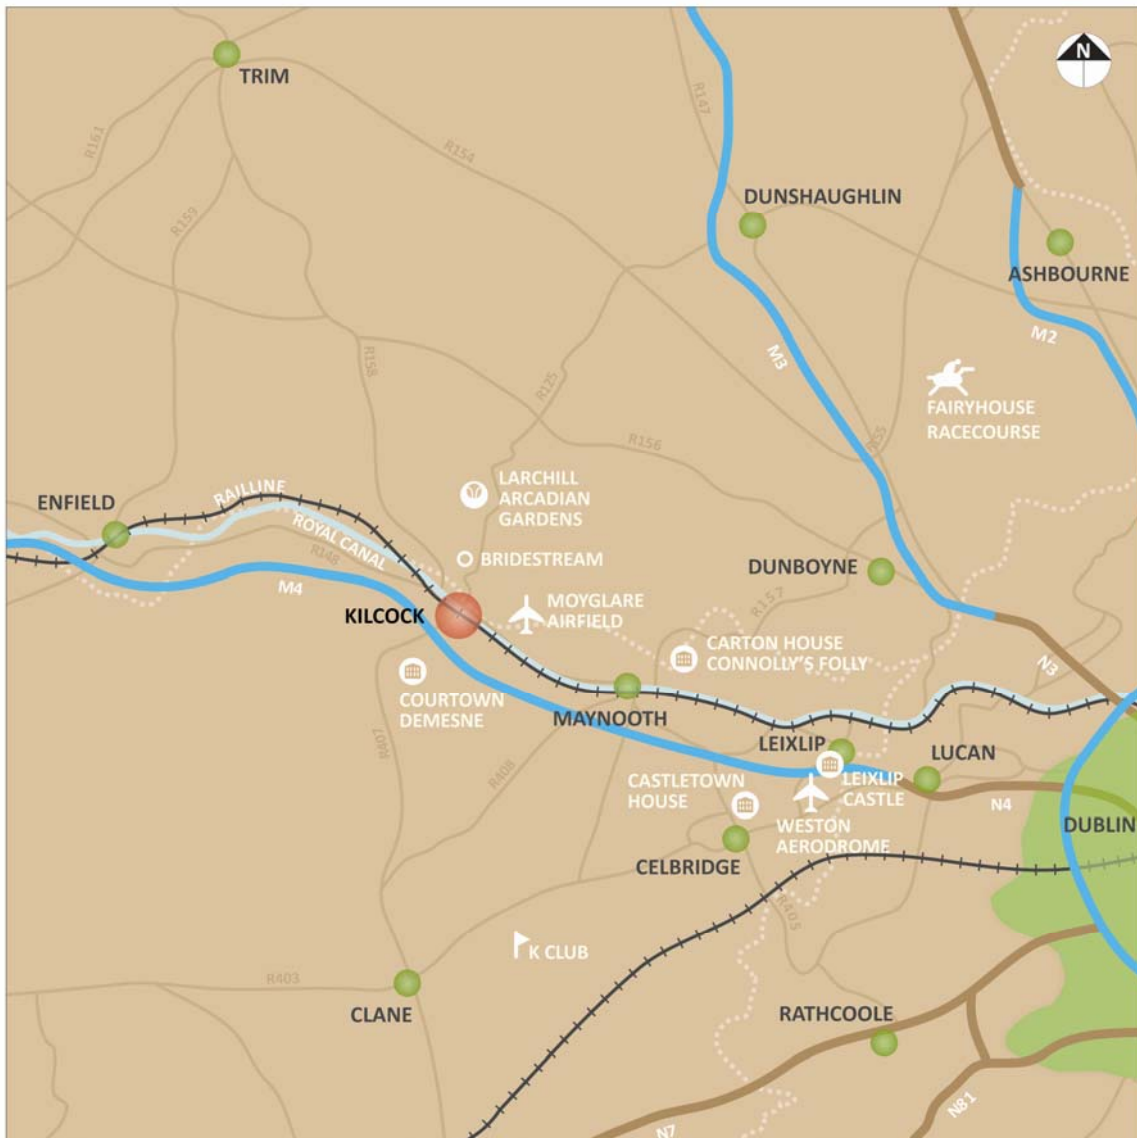 N
TRIM
R147
R161
R154
DUNSHAUGHLIN
R159
ASHBOURNE
M2
M3
R158
R125
FAIRYHOUSE
RACECOURSE
R155
R156
LARCHILL
ARCADIAN
GARDENS
RAILLINE
ENFIELD
ROYAL CANAL
R148
BRIDESTREAM
DUNBOYNE
M4
MOYGLARE
AIRFIELD
R157
KILCOCK
CARTON HOUSE
CONNOLLY'S FOLLY
N3
COURTOWN
DEMESNE
MAYNOOTH
M407
LEIXLIP
LUCAN
R408
CASTLETOWN
HOUSE
LEIXLIP
CASTLE
N4
WESTON
AERODROME
DUBLIN
CELBRIDGE
R405
K CLUB
R403
CLANE
RATHCOOLE
N81
N7